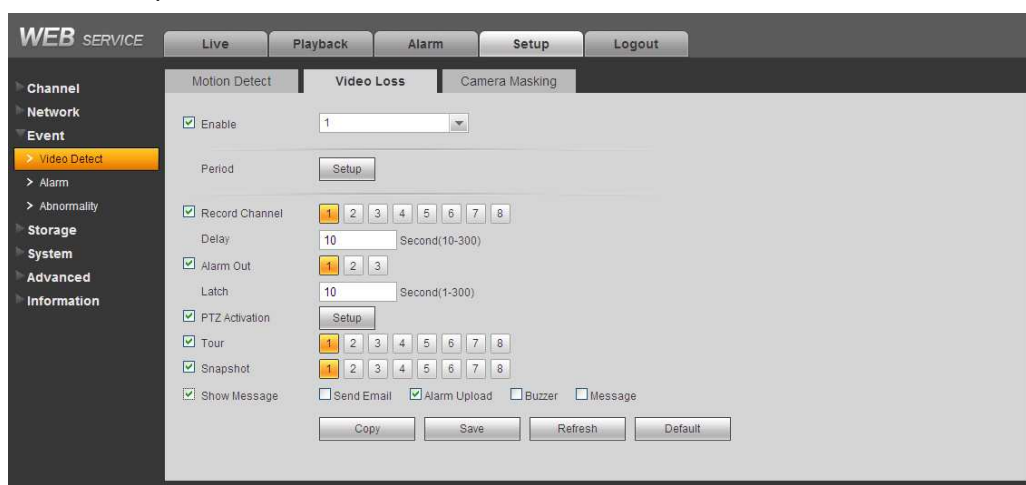 WEB SERVICE
Live Playback Alarm Setup Logout
Motion Detect Video Loss Camera Masking
Channel
Network
Event
> Video Detect
> Alarm
> Abnormality
Storage
System
Advanced
Information
Enable 1
Period Setup
Record Channel 1 2 3 4 5 6 7 8
Delay 10 Second(10-300)
Alarm Out 1 2 3
Latch 10 Second(1-300)
PTZ Activation Setup
Tour 1 2 3 4 5 6 7 8
Snapshot 1 2 3 4 5 6 7 8
Show Message Send Email Alarm Upload Buzzer Message
Copy Save Refresh Default